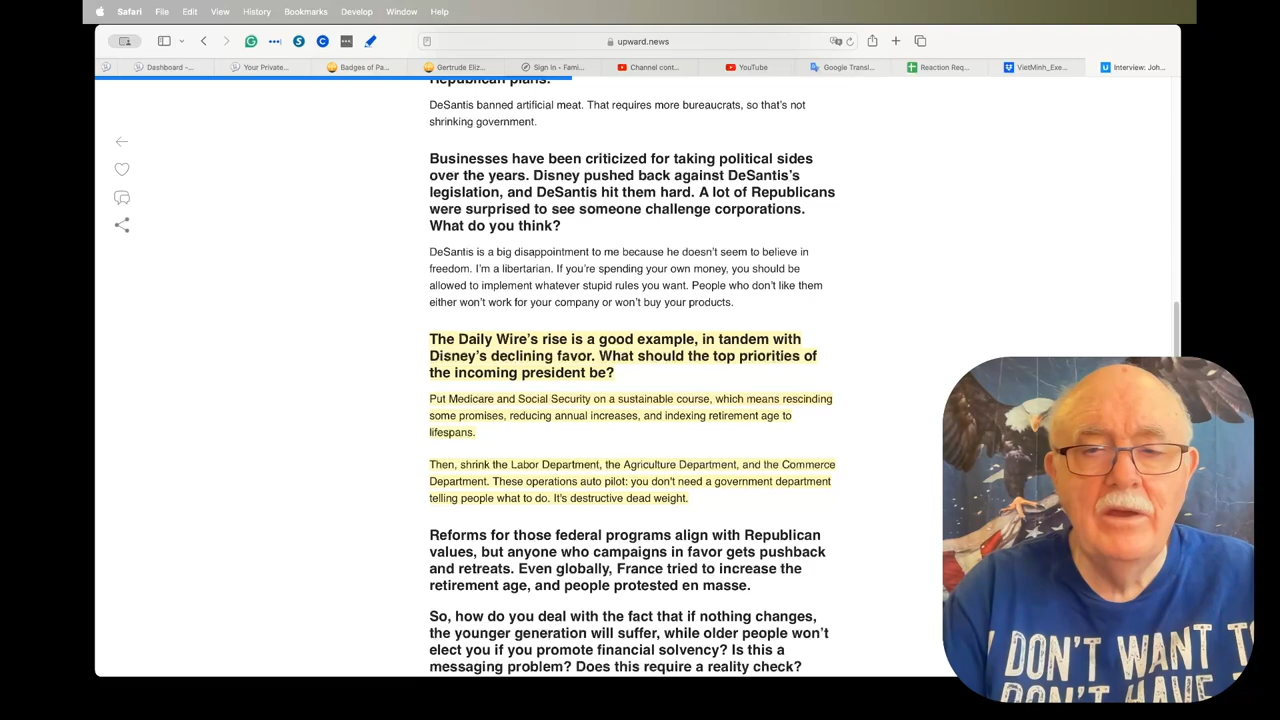 Safari File Edit View History Bookmarks Develop Window Help
upward.news
Dashboard -... Your Private... Badges of Pa... Gertrude Eliz... Sign In - Fami... Channel cont... YouTube Google Transl... Reaction Req... VietMinh_Exe... Interview: Joh...
Republican plans.
DeSantis banned artificial meat. That requires more bureaucrats, so that's not
shrinking government.
Businesses have been criticized for taking political sides
over the years. Disney pushed back against DeSantis's
legislation, and DeSantis hit them hard. A lot of Republicans
were surprised to see someone challenge corporations.
What do you think?
DeSantis is a big disappointment to me because he doesn't seem to believe in
freedom. I'm a libertarian. If you're spending your own money, you should be
allowed to implement whatever stupid rules you want. People who don't like them
either won't work for your company or won't buy your products.
The Daily Wire's rise is a good example, in tandem with
Disney's declining favor. What should the top priorities of
the incoming president be?
Put Medicare and Social Security on a sustainable course, which means rescinding
some promises, reducing annual increases, and indexing retirement age to
lifespans.
Then, shrink the Labor Department, the Agriculture Department, and the Commerce
Department. These operations auto pilot: you don't need a government department
telling people what to do. It's destructive dead weight.
Reforms for those federal programs align with Republican
values, but anyone who campaigns in favor gets pushback
and retreats. Even globally, France tried to increase the
retirement age, and people protested en masse.
So, how do you deal with the fact that if nothing changes,
the younger generation will suffer, while older people won't
elect you if you promote financial solvency? Is this a
messaging problem? Does this require a reality check?
I DON'T WANT TO
DON'T HAVE T